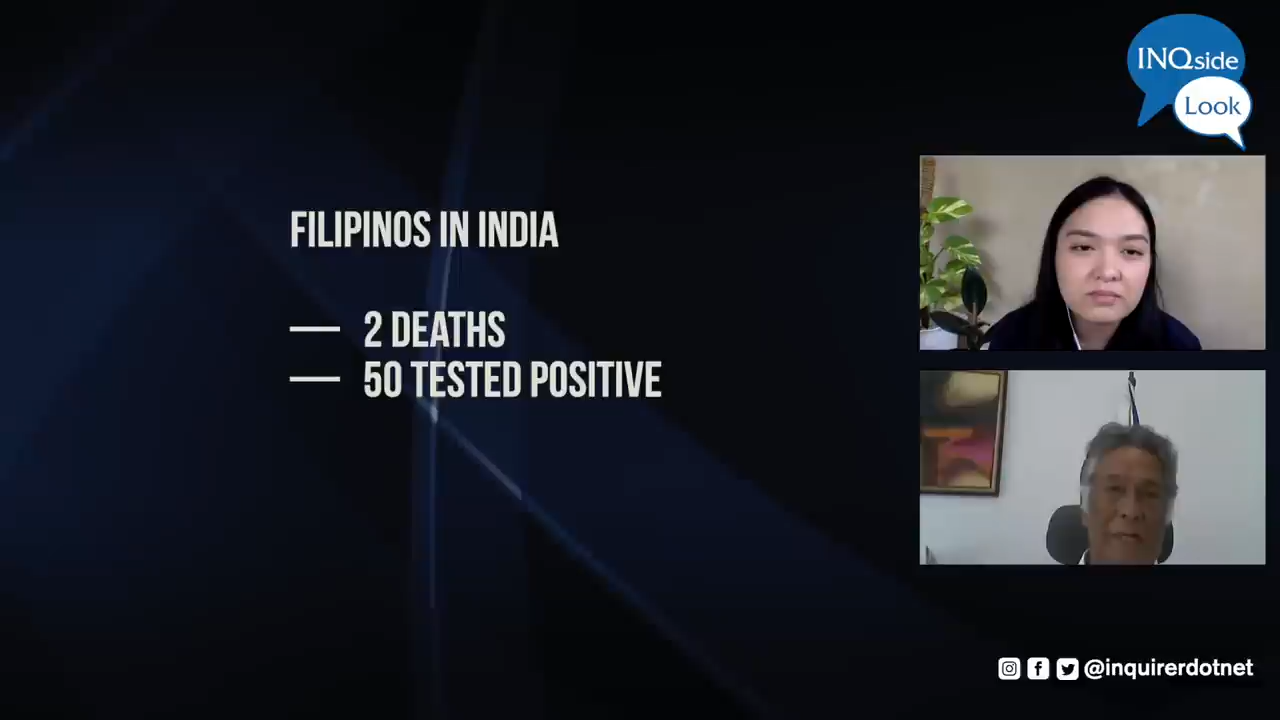 INQside
Look
FILIPINOS IN INDIA
— 2 DEATHS
— 50 TESTED POSITIVE
@inquirerdotnet